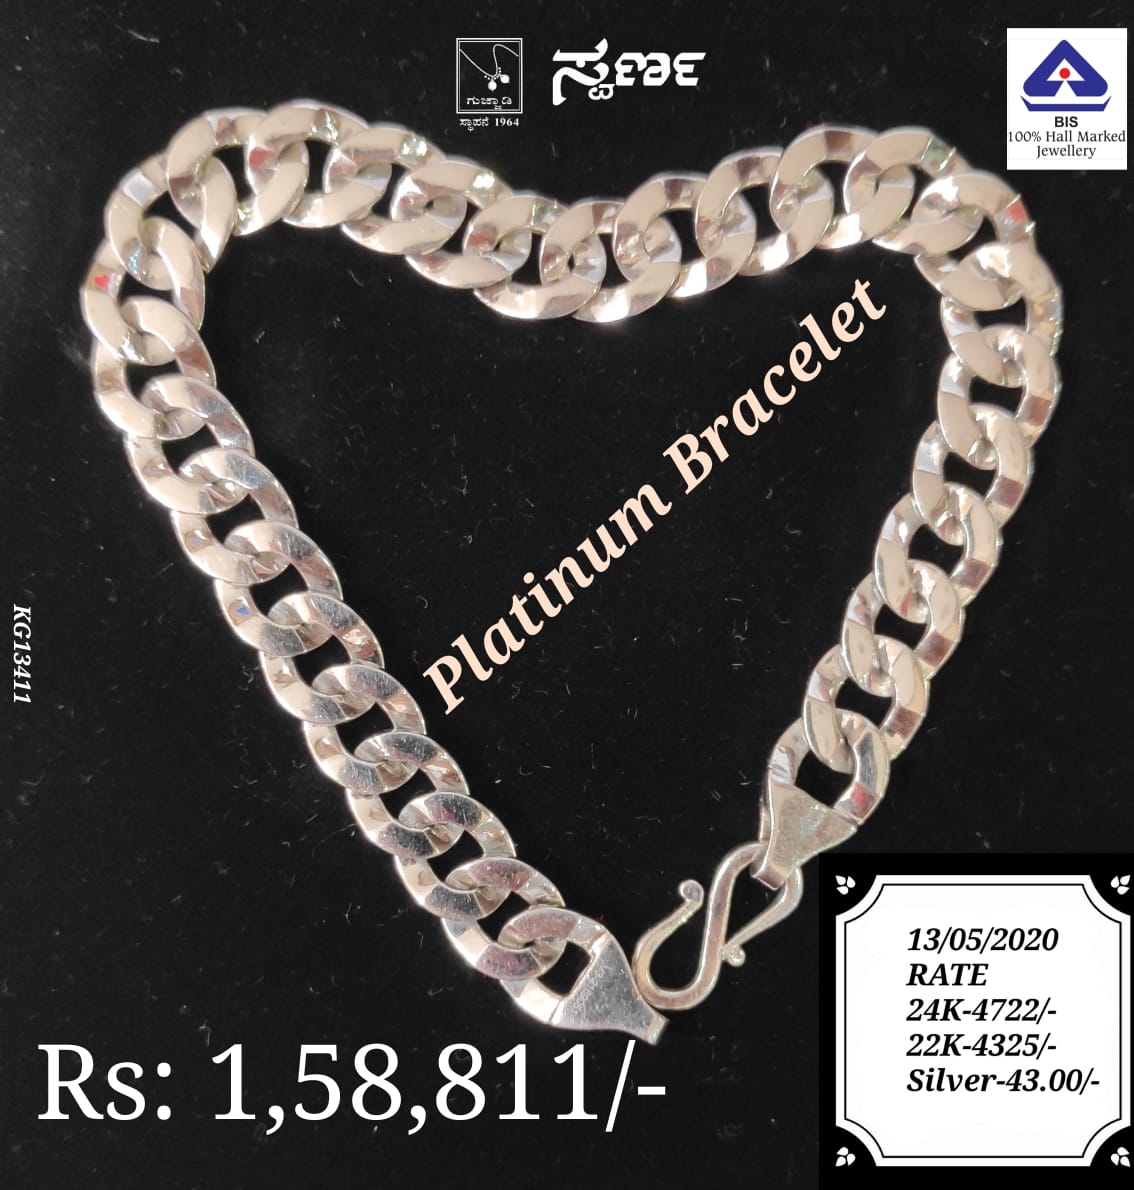 ಗುಜ್ಜಾಡಿ
ಸ್ಥಾಪನೆ 1964
ಸ್ವರ್ಣ
BIS
100% Hall Marked
Jewellery
Platinum Bracelet
KG13411
Rs: 1,58,811/-
13/05/2020
RATE
24K-4722/-
22K-4325/-
Silver-43.00/-